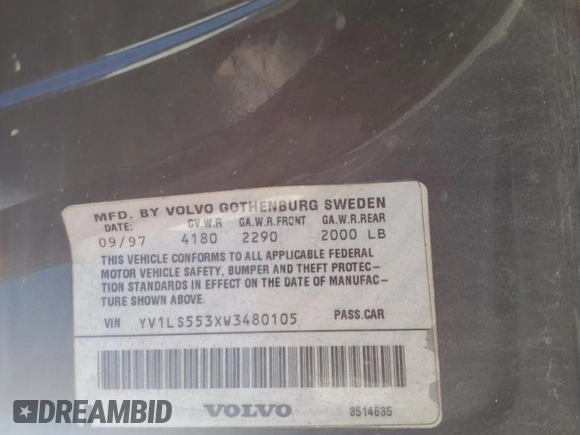 MFD. BY VOLVO GOTHENBURG SWEDEN
DATE: GV.W.R GA.W.R.FRONT GA.W.R.REAR
09/97 4180 2290 2000 LB
THIS VEHICLE CONFORMS TO ALL APPLICABLE FEDERAL
MOTOR VEHICLE SAFETY, BUMPER AND THEFT PROTEC-
TION STANDARDS IN EFFECT ON THE DATE OF MANUFAC-
TURE SHOWN ABOVE.
VIN YV1LS553XW3480105 PASS.CAR
VOLVO 3514635
DREAMBID